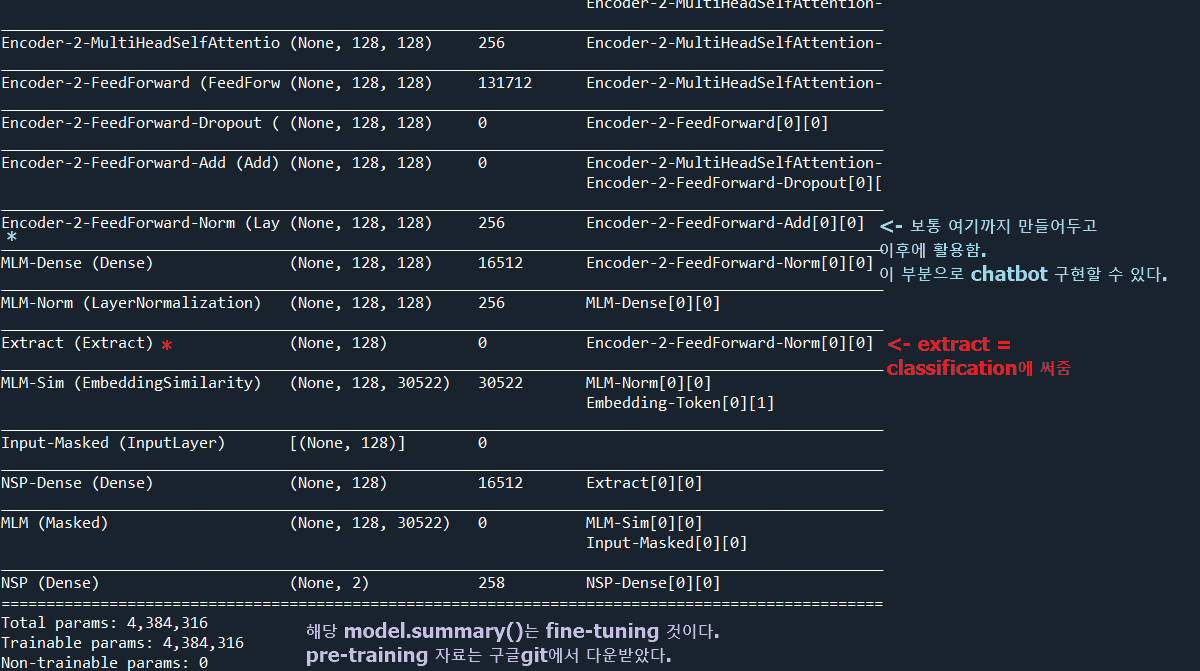 Encoder-2-MultiHeadSelfAttention-
Encoder-2-MultiHeadSelfAttentio (None, 128, 128) 256 Encoder-2-MultiHeadSelfAttention-
Encoder-2-FeedForward (FeedForw (None, 128, 128) 131712 Encoder-2-MultiHeadSelfAttention-
Encoder-2-FeedForward-Dropout ( (None, 128, 128) 0 Encoder-2-FeedForward[0][0]
Encoder-2-FeedForward-Add (Add) (None, 128, 128) 0 Encoder-2-MultiHeadSelfAttention-
Encoder-2-FeedForward-Dropout[0][
Encoder-2-FeedForward-Norm (Lay (None, 128, 128) 256 Encoder-2-FeedForward-Add[0][0] <- 보통 여기까지 만들어두고
*
이후에 활용함.
MLM-Dense (Dense) (None, 128, 128) 16512 Encoder-2-FeedForward-Norm[0][0]
이 부분으로 chatbot 구현할 수 있다.
MLM-Norm (LayerNormalization) (None, 128, 128) 256 MLM-Dense[0][0]
Extract (Extract) * (None, 128) 0 Encoder-2-FeedForward-Norm[0][0] <- extract =
classification에 써줌
MLM-Sim (EmbeddingSimilarity) (None, 128, 30522) 30522 MLM-Norm[0][0]
Embedding-Token[0][1]
Input-Masked (InputLayer) [(None, 128)] 0
NSP-Dense (Dense) (None, 128) 16512 Extract[0][0]
MLM (Masked) (None, 128, 30522) 0 MLM-Sim[0][0]
Input-Masked[0][0]
NSP (Dense) (None, 2) 258 NSP-Dense[0][0]
Total params: 4,384,316
Trainable params: 4,384,316
Non-trainable params: 0
해당 model.summary()는 fine-tuning 것이다.
pre-training 자료는 구글git에서 다운받았다.